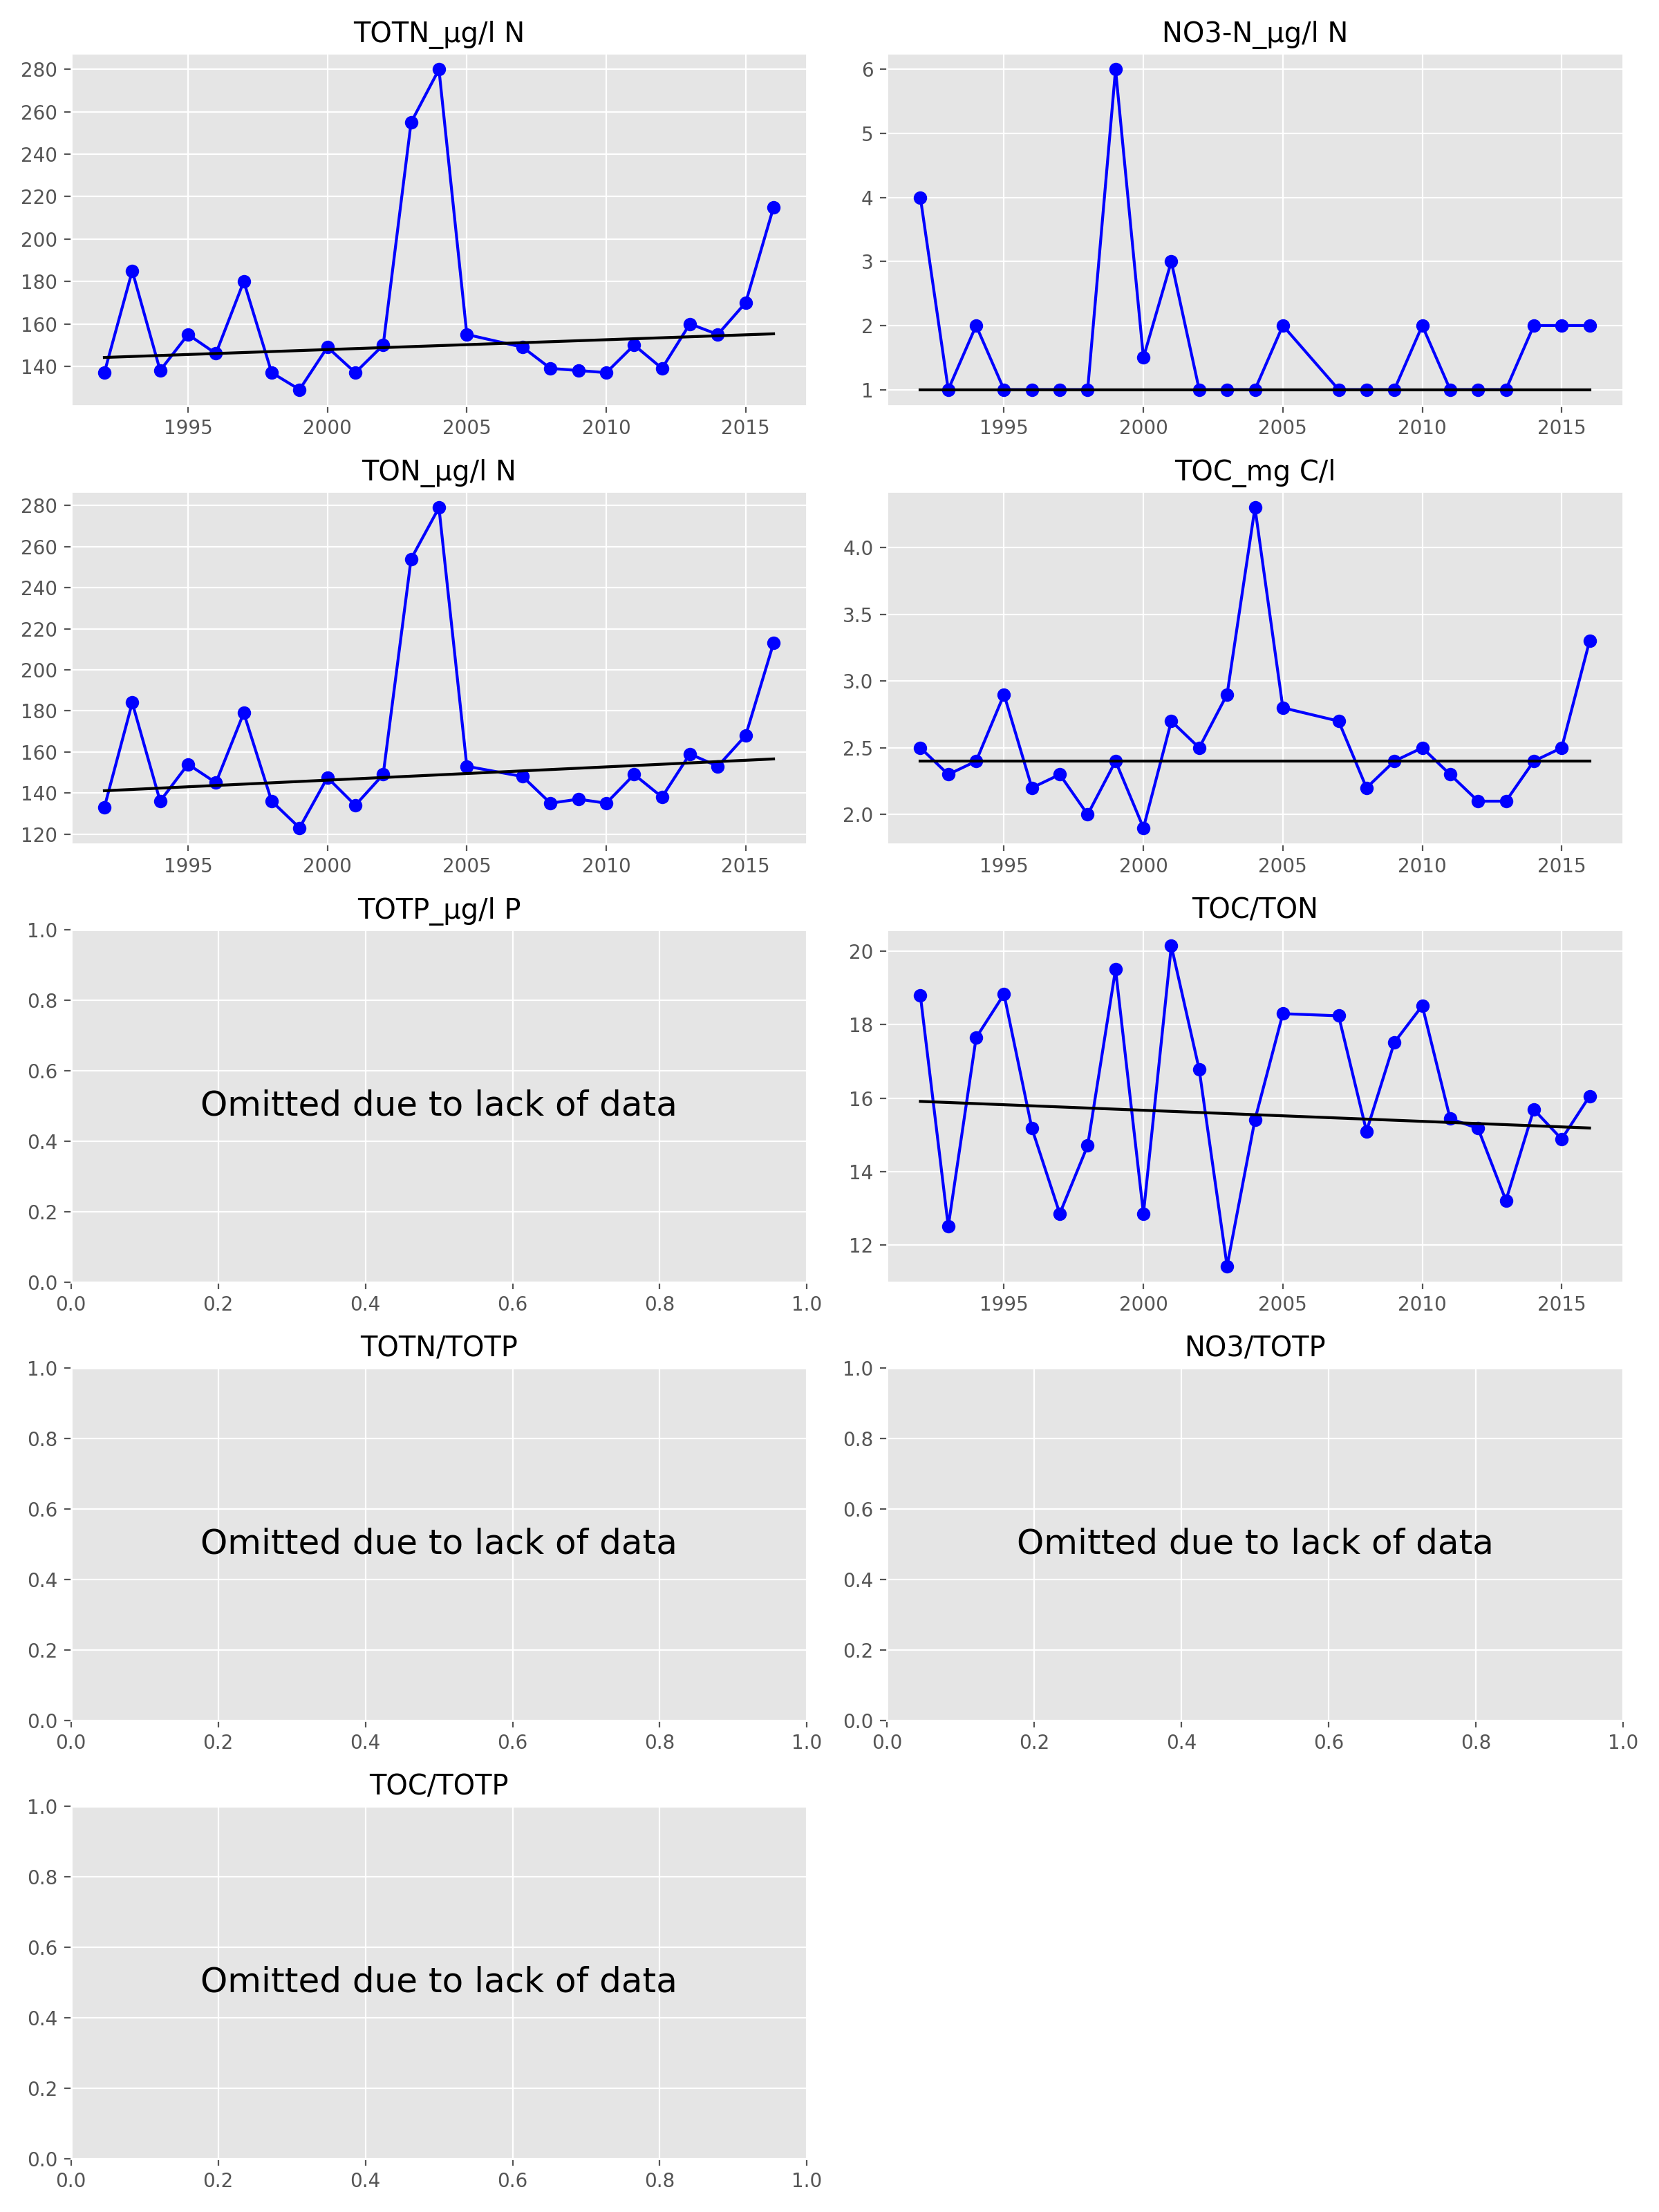 TOTN_µg/l N
280
260
240
220
200
180
160
140
1995 2000 2005 2010 2015
NO3-N_µg/l N
6
5
4
3
2
1
1995 2000 2005 2010 2015
TON_µg/l N
280
260
240
220
200
180
160
140
120
1995 2000 2005 2010 2015
TOC_mg C/l
4.0
3.5
3.0
2.5
2.0
1995 2000 2005 2010 2015
TOTP_µg/l P
1.0
0.8
0.6
Omitted due to lack of data
0.4
0.2
0.0
0.0 0.2 0.4 0.6 0.8 1.0
TOC/TON
20
18
16
14
12
1995 2000 2005 2010 2015
TOTN/TOTP
1.0
0.8
0.6
Omitted due to lack of data
0.4
0.2
0.0
0.0 0.2 0.4 0.6 0.8 1.0
NO3/TOTP
1.0
0.8
0.6
Omitted due to lack of data
0.4
0.2
0.0
0.0 0.2 0.4 0.6 0.8 1.0
TOC/TOTP
1.0
0.8
0.6
Omitted due to lack of data
0.4
0.2
0.0
0.0 0.2 0.4 0.6 0.8 1.0